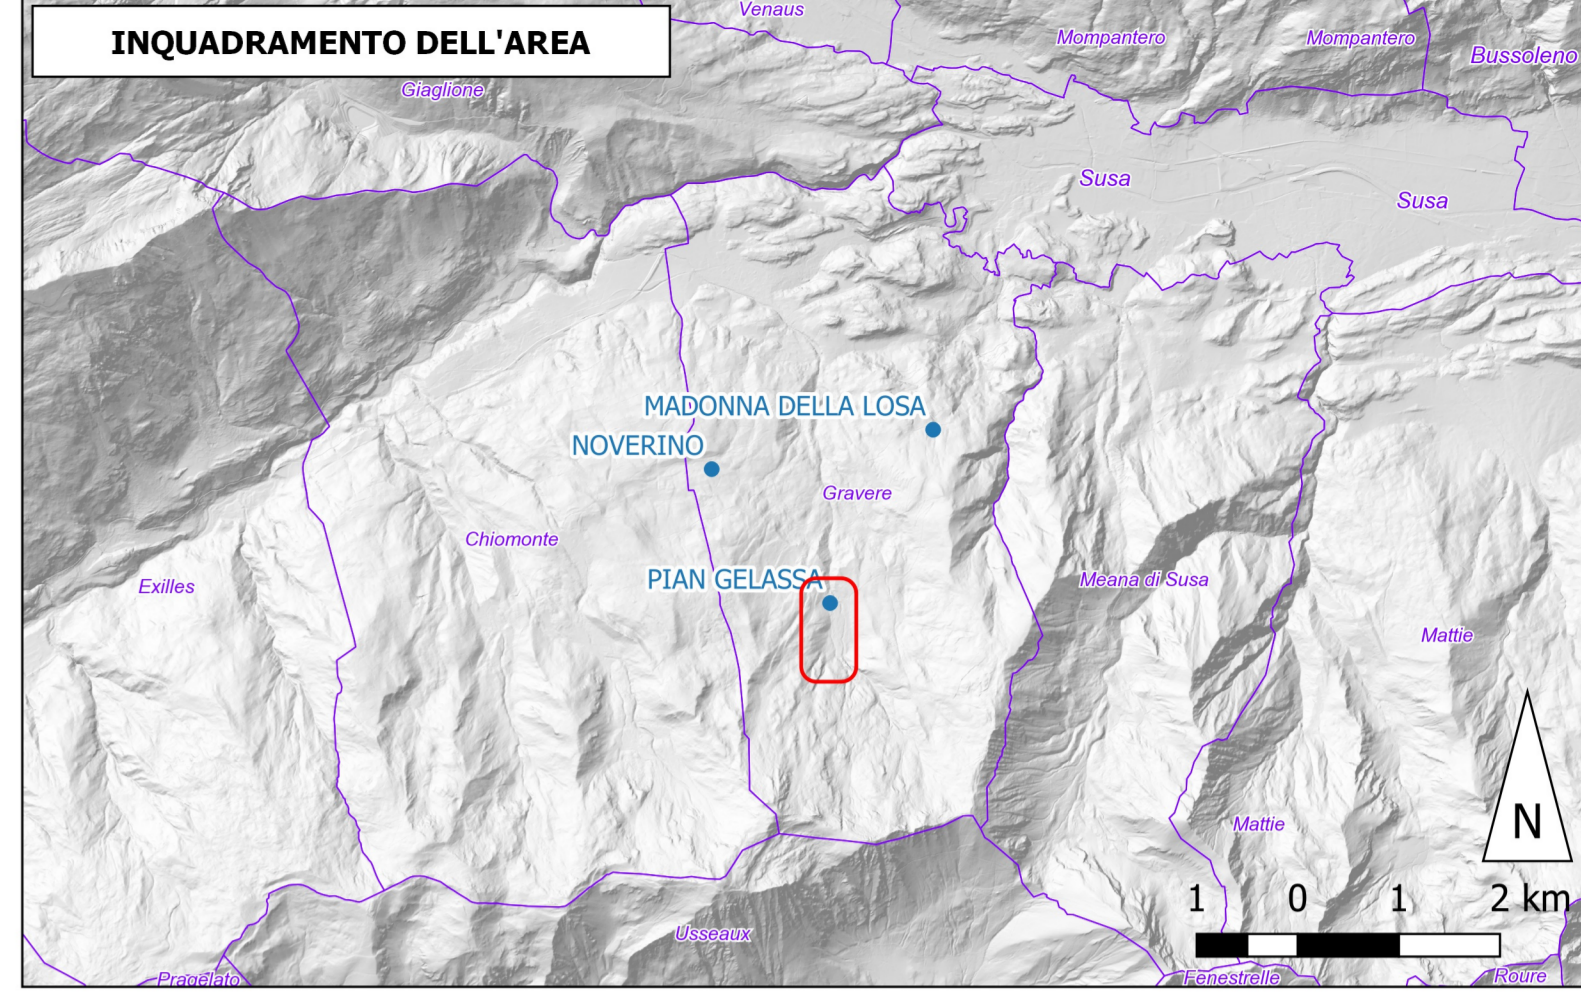 INQUADRAMENTO DELL'AREA
Venaus
Mompantero
Mompantero
Bussoleno
Giaglione
Susa
Susa
MADONNA DELLA LOSA
NOVERINO
Gravere
Chiomonte
PIAN GELASSA
Meana di Susa
Exilles
Mattie
Mattie
N
1 0 1 2 km
Usseaux
Pragelato
Fenestrelle
Roure